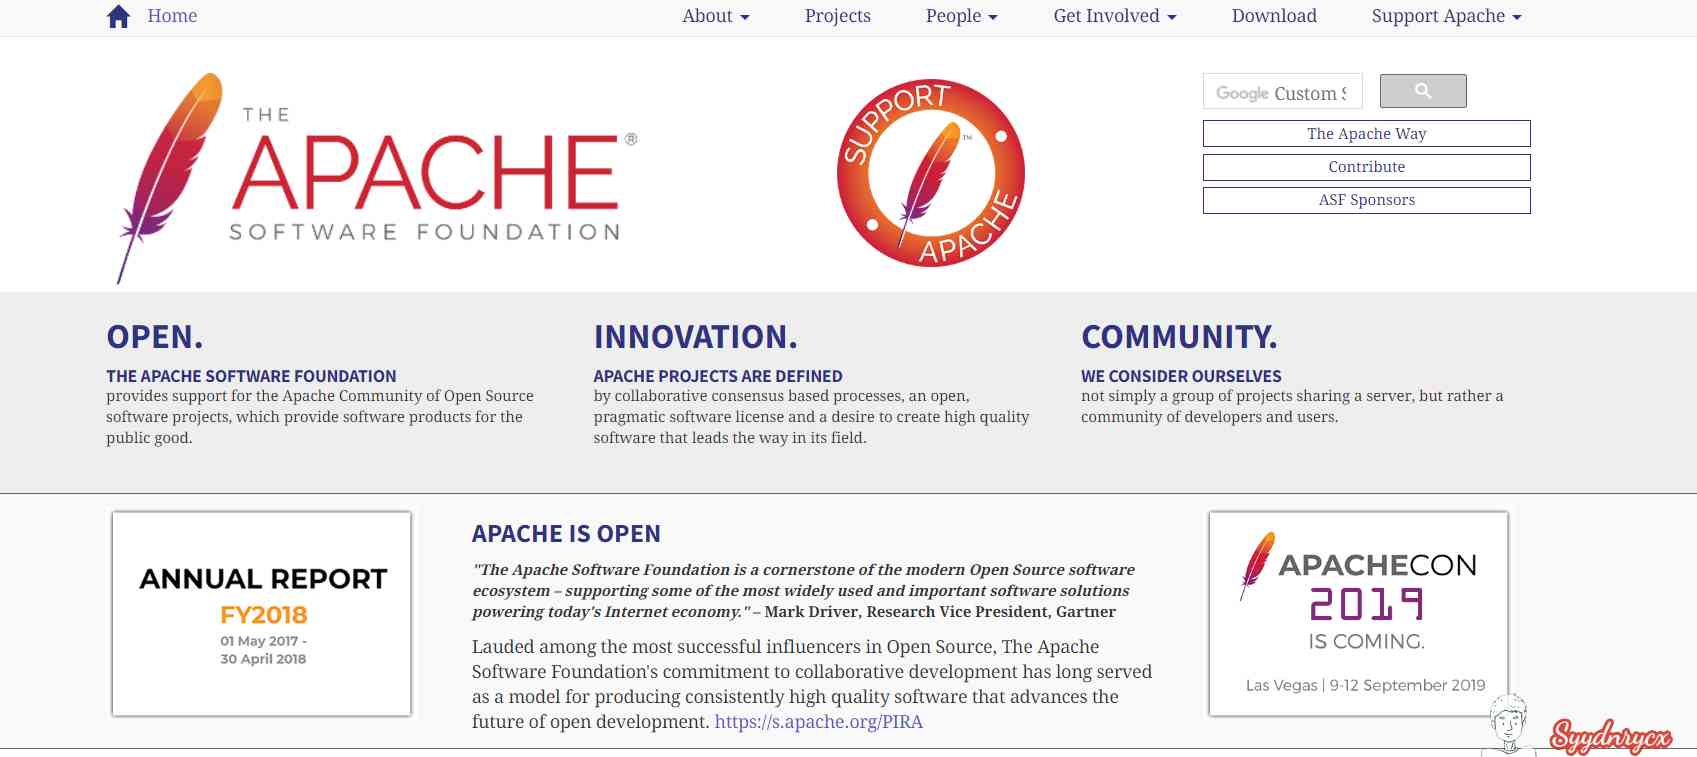 Home
About
Projects
People
Get Involved
Download
Support Apache
THE
APACHE®
SOFTWARE FOUNDATION
SUPPORT
APACHE
™
Google Custom S
The Apache Way
Contribute
ASF Sponsors
OPEN.
THE APACHE SOFTWARE FOUNDATION
provides support for the Apache Community of Open Source
software projects, which provide software products for the
public good.
INNOVATION.
APACHE PROJECTS ARE DEFINED
by collaborative consensus based processes, an open,
pragmatic software license and a desire to create high quality
software that leads the way in its field.
COMMUNITY.
WE CONSIDER OURSELVES
not simply a group of projects sharing a server, but rather a
community of developers and users.
ANNUAL REPORT
FY2018
01 May 2017 -
30 April 2018
APACHE IS OPEN
"The Apache Software Foundation is a cornerstone of the modern Open Source software
ecosystem – supporting some of the most widely used and important software solutions
powering today's Internet economy." – Mark Driver, Research Vice President, Gartner
Lauded among the most successful influencers in Open Source, The Apache
Software Foundation's commitment to collaborative development has long served
as a model for producing consistently high quality software that advances the
future of open development. https://s.apache.org/PIRA
APACHECON
2019
IS COMING.
Las Vegas | 9-12 September 2019
Syydnrycx